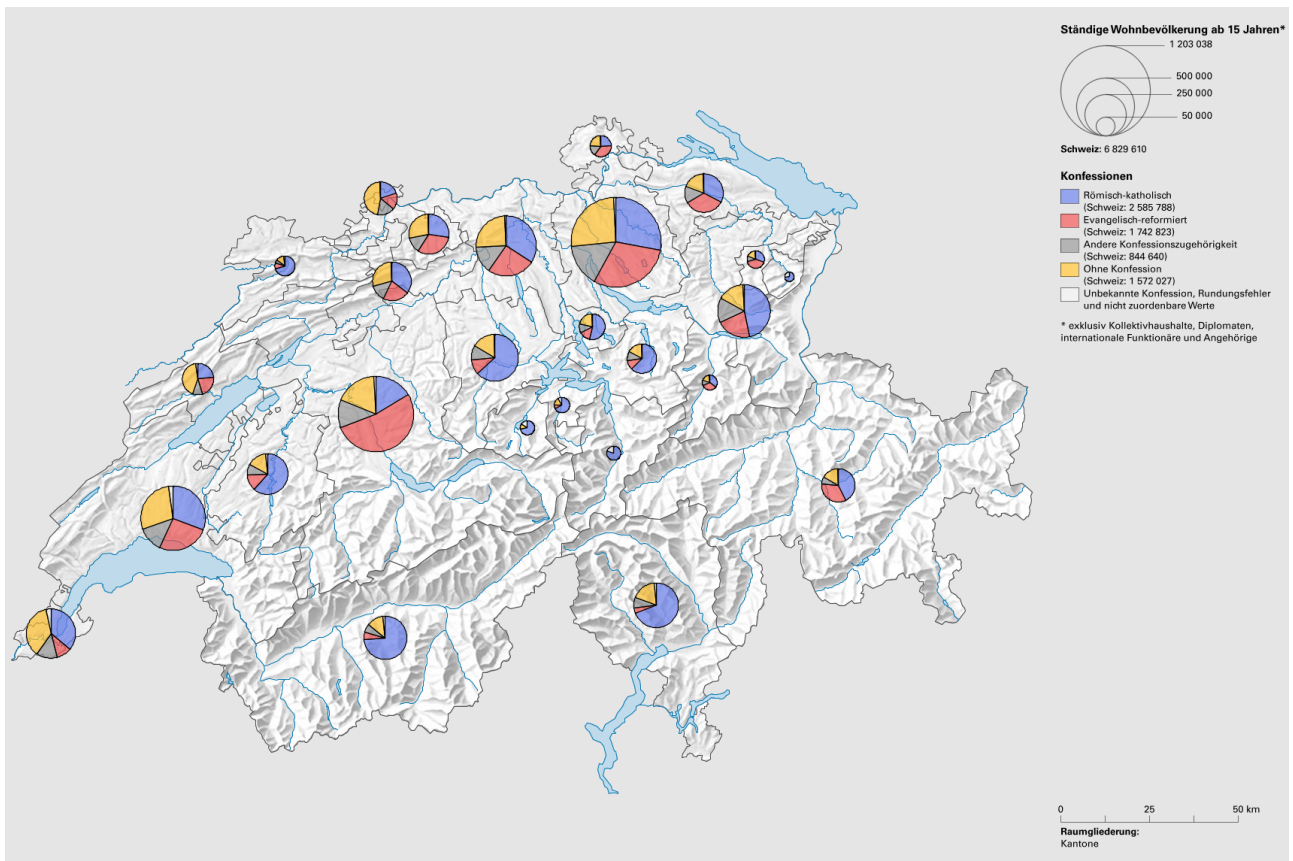 Ständige Wohnbevölkerung ab 15 Jahren*
1 203 038
500 000
250 000
50 000
Schweiz: 6 829 610
Konfessionen
Römisch-katholisch
(Schweiz: 2 585 788)
Evangelisch-reformiert
(Schweiz: 1 742 823)
Andere Konfessionszugehörigkeit
(Schweiz: 844 640)
Ohne Konfession
(Schweiz: 1 572 027)
Unbekannte Konfession, Rundungsfehler
und nicht zuordenbare Werte
* exklusiv Kollektivhaushalte, Diplomaten,
internationale Funktionäre und Angehörige
0 25 50 km
Raumgliederung:
Kantone